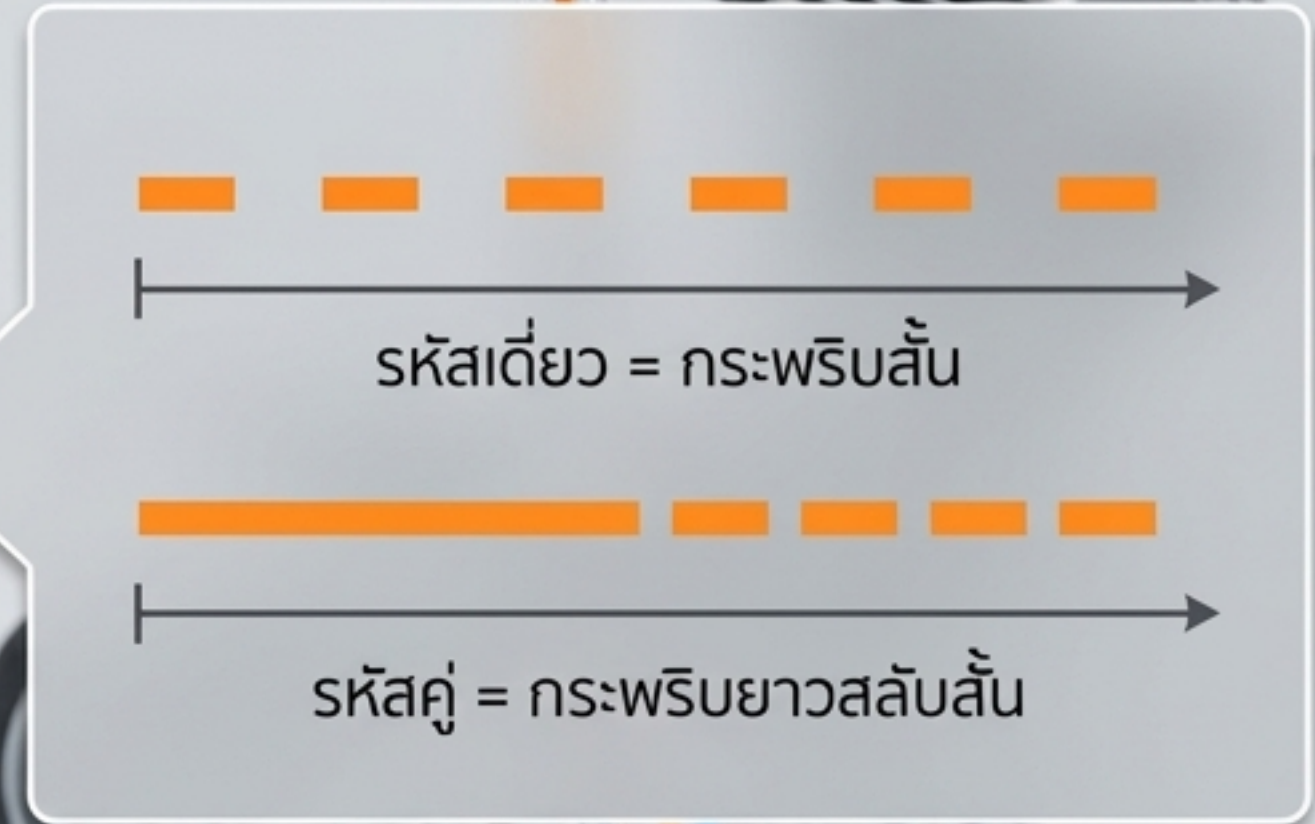 รหัสเดี่ยว = กระพริบสั้น
รหัสคู่ = กระพริบยาวสลับสั้น